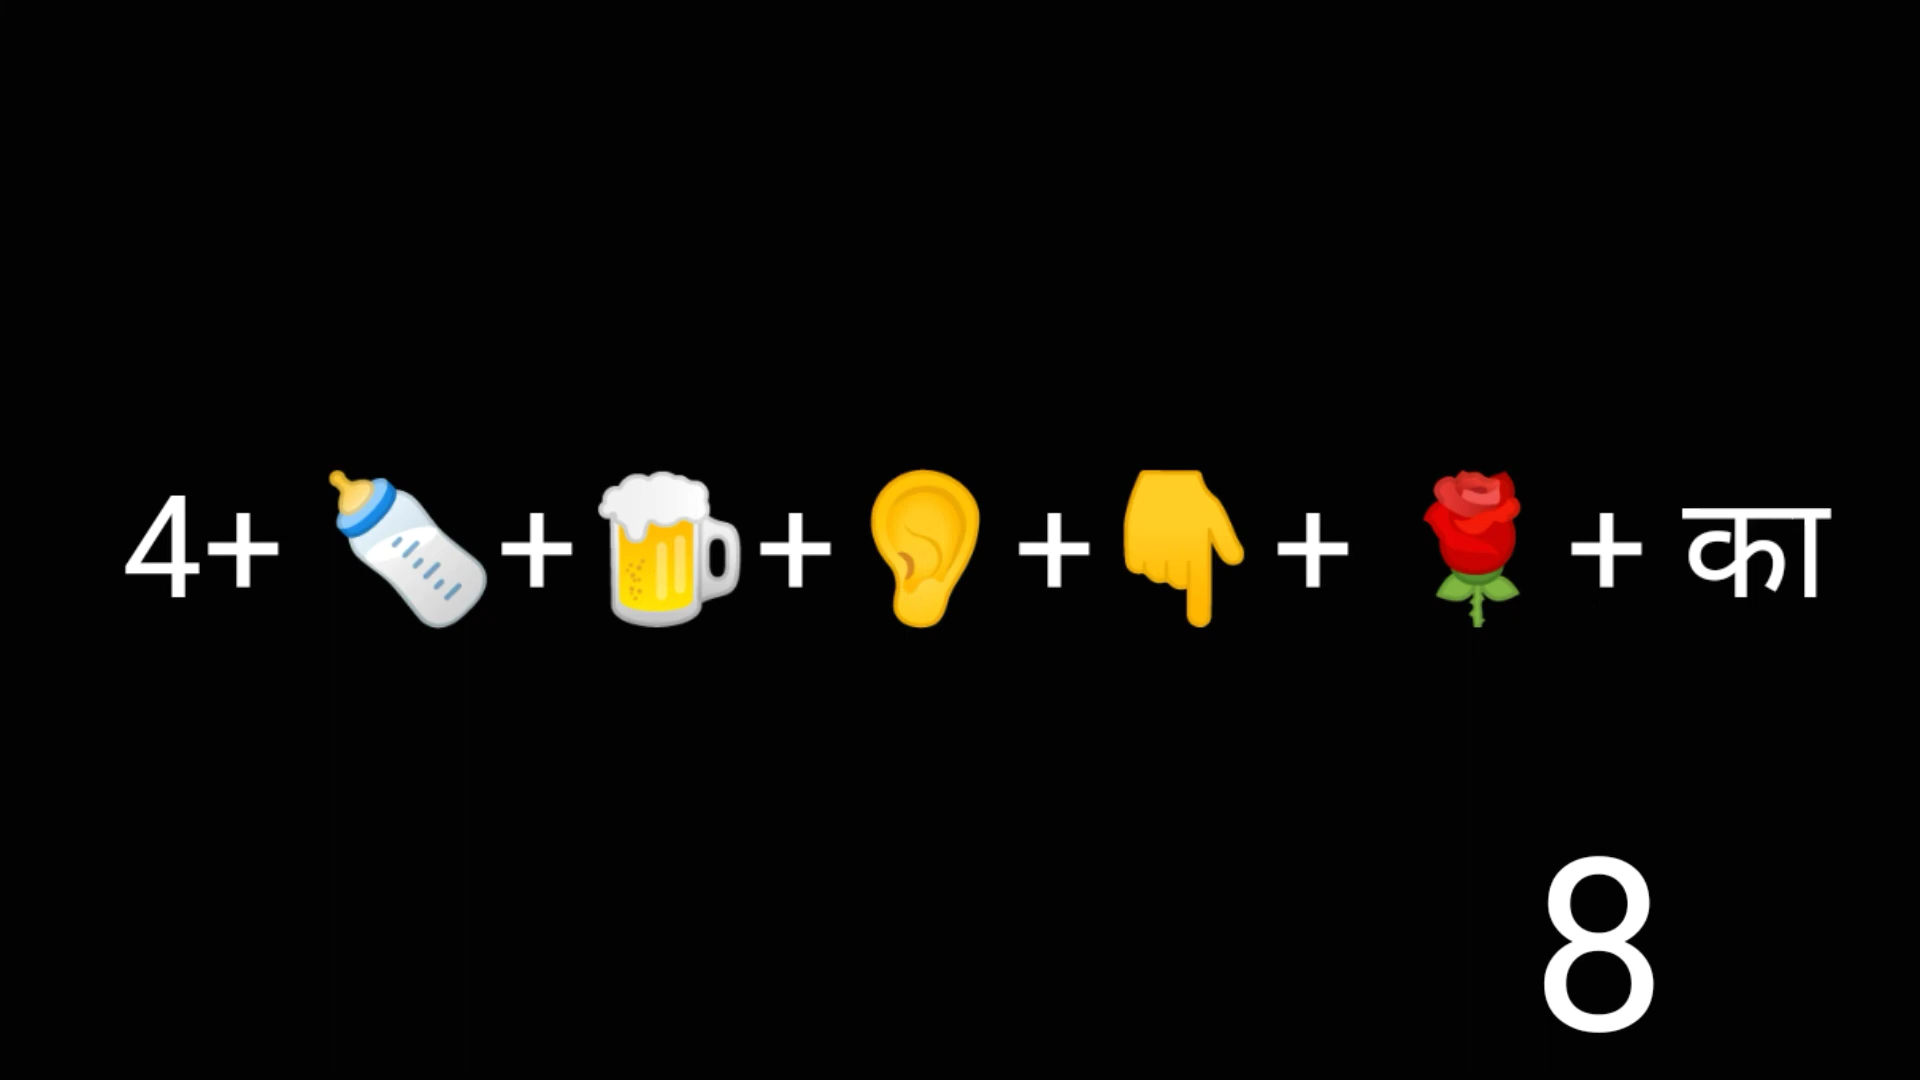 4+ 🍼 + 🍺 + 👂 + 👇 + 🌹 + का
8